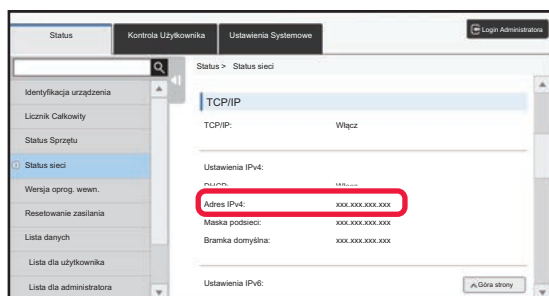 Status
Kontrola Użytkownika
Ustawienia Systemowe
Login Administratora
Status > Status sieci
Identyfikacja urządzenia
Licznik Całkowity
Status Sprzętu
Status sieci
Wersja oprog. wewn.
Resetowanie zasilania
Lista danych
Lista dla użytkownika
Lista dla administratora
TCP/IP
TCP/IP: Włącz
Ustawienia IPv4:
DHCP: Włącz
Adres IPv4: xxx.xxx.xxx.xxx
Maska podsieci: xxx.xxx.xxx.xxx
Bramka domyślna: xxx.xxx.xxx.xxx
Ustawienia IPv6:
Góra strony